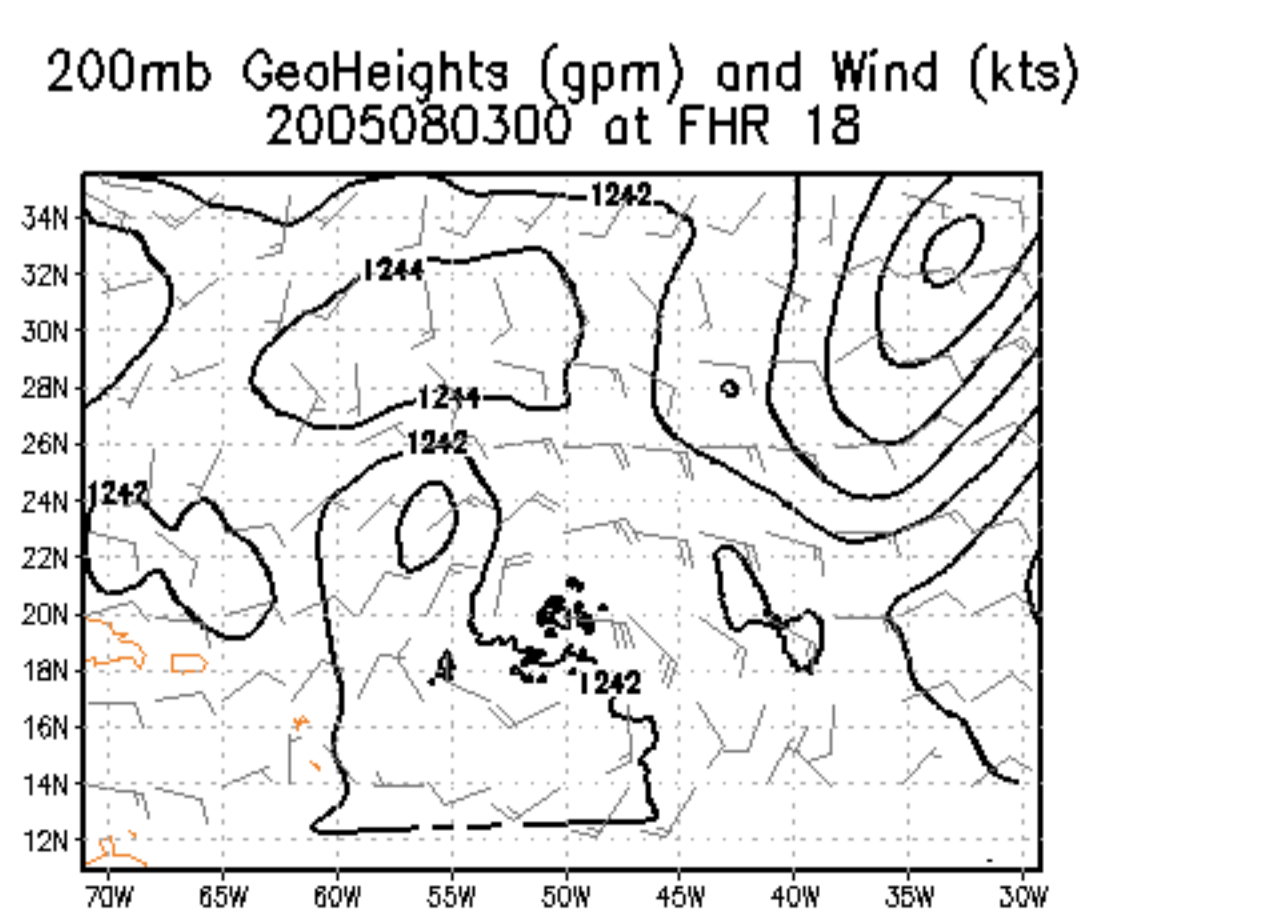 200mb GeoHeights (gpm) and Wind (kts)
2005080300 at FHR 18
1242
34N
1244
32N
30N
28N
1244
26N
1242
1242
24N
22N
20N
18N
1242
16N
14N
12N
70W 65W 60W 55W 50W 45W 40W 35W 30W